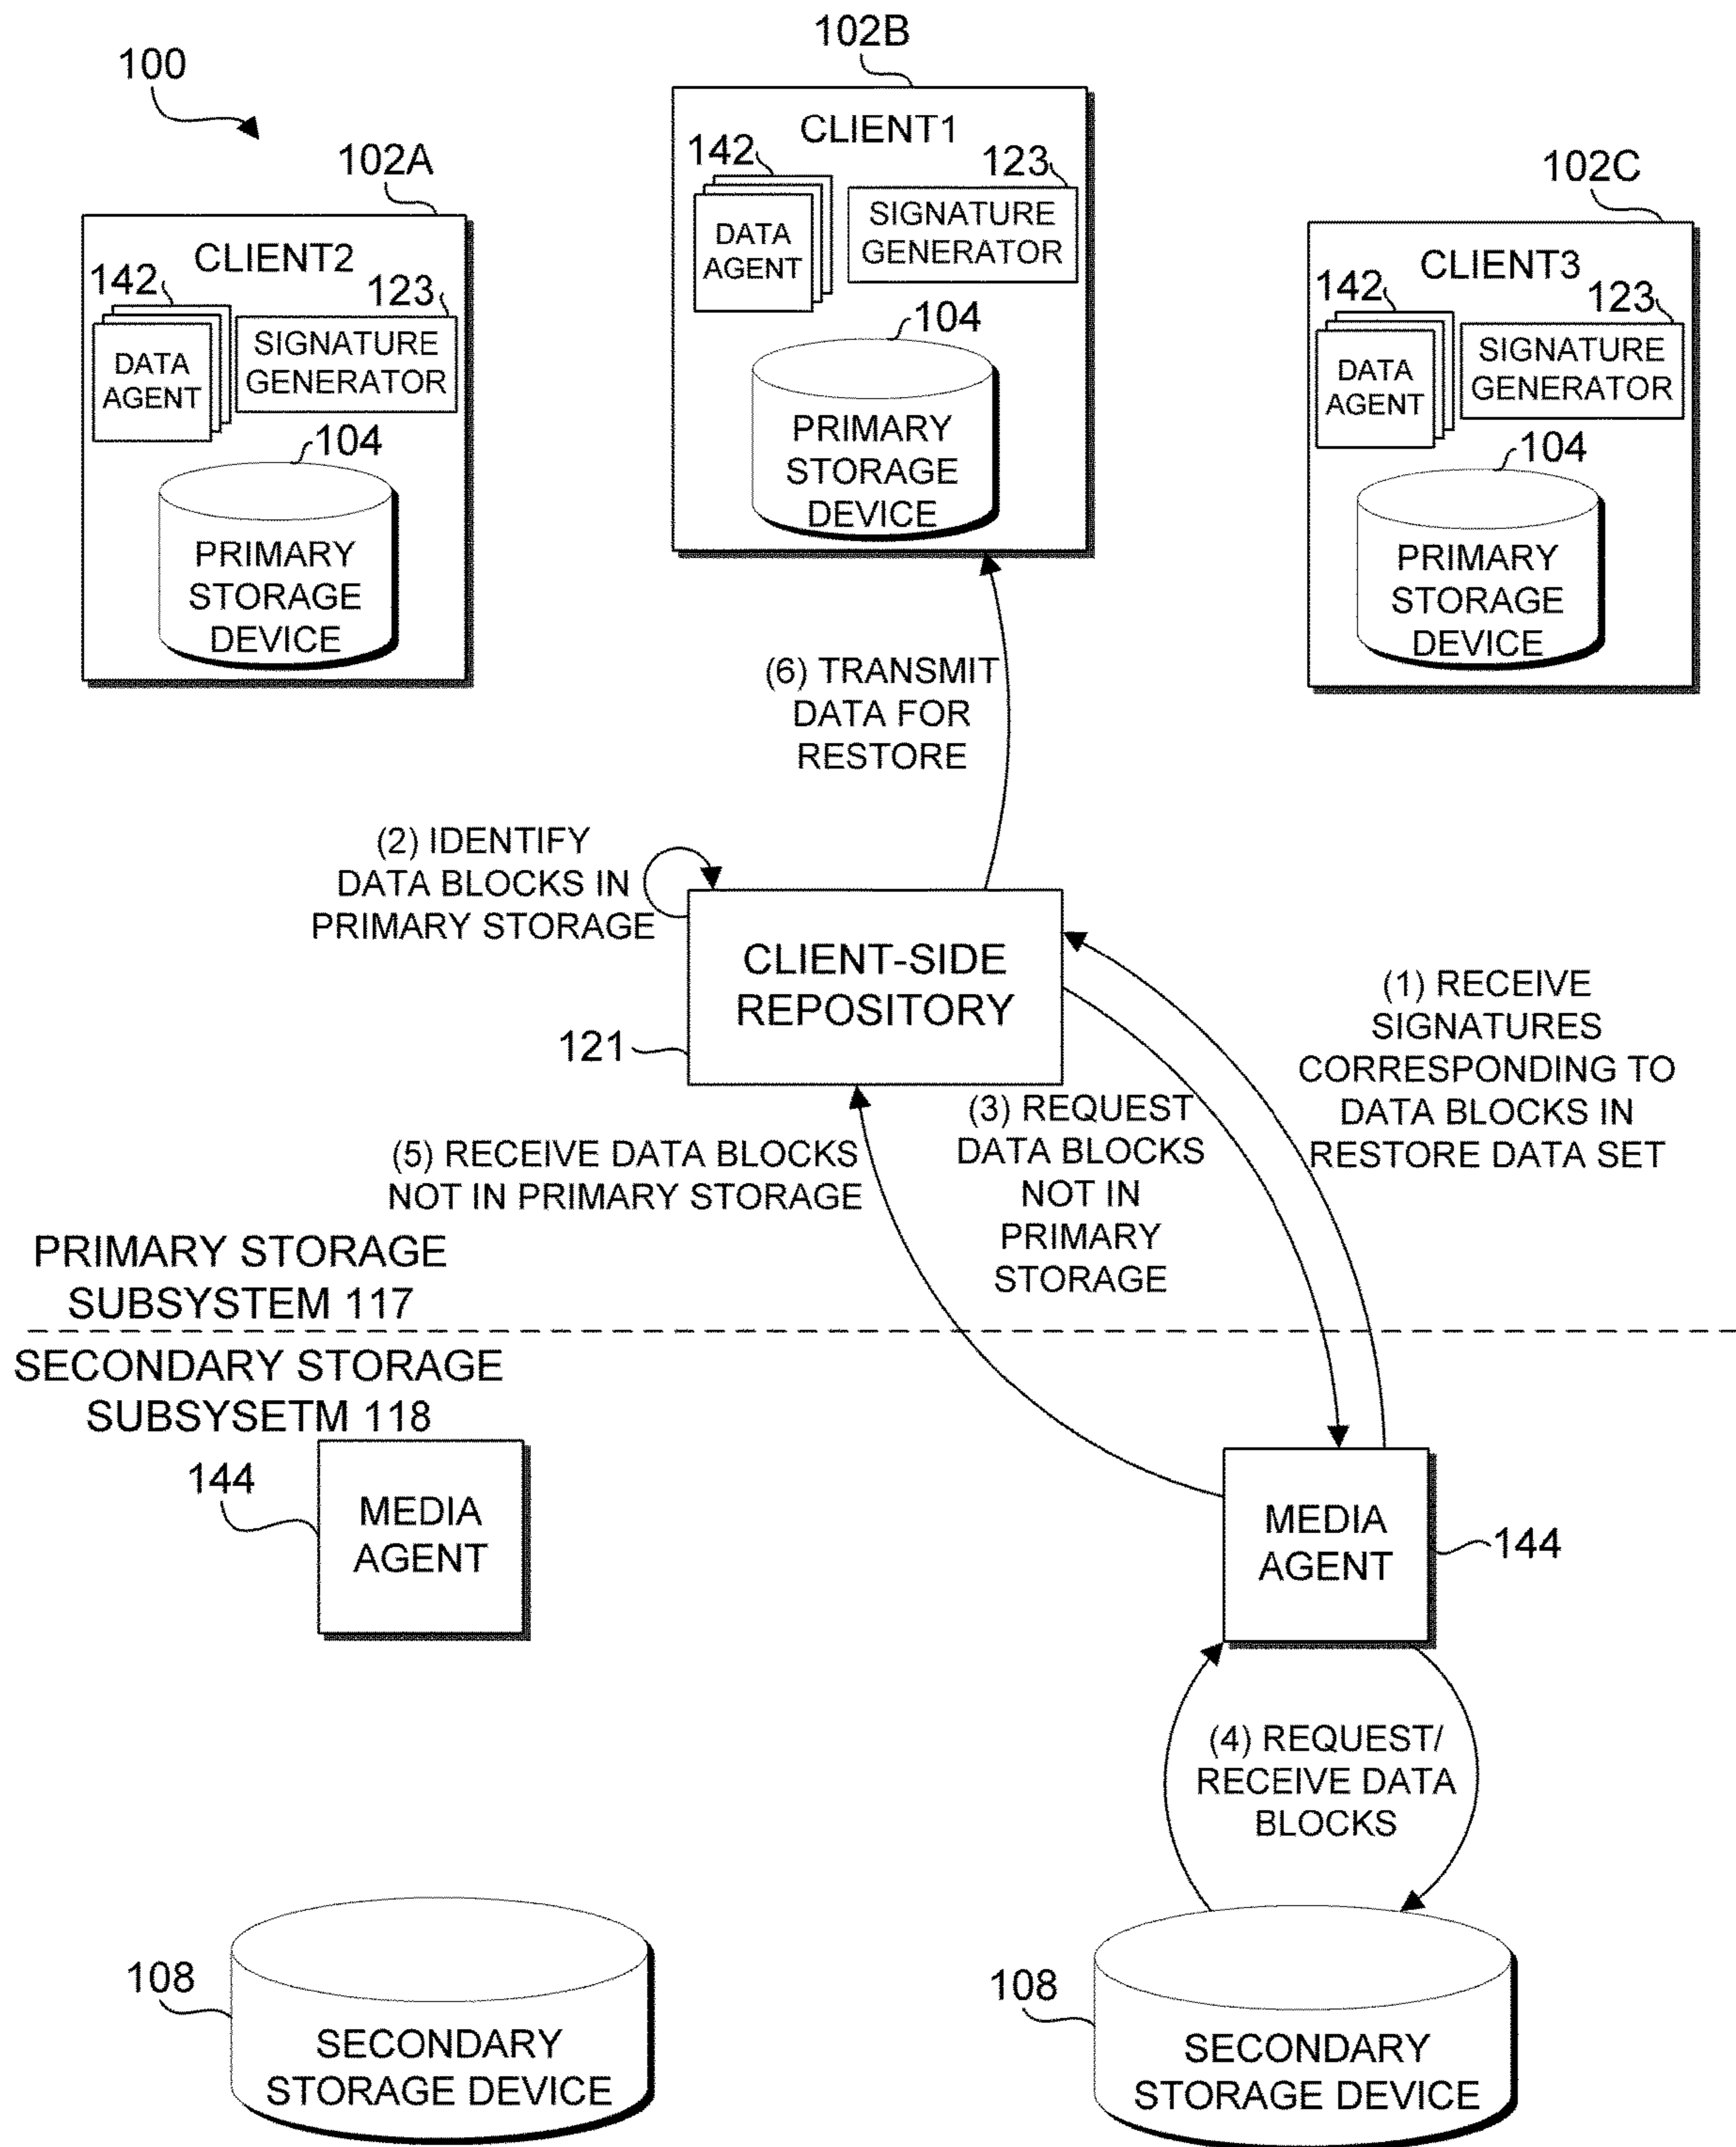 100
102B
CLIENT1
142
123
DATA
AGENT
SIGNATURE
GENERATOR
104
PRIMARY
STORAGE
DEVICE
102A
CLIENT2
142
123
DATA
AGENT
SIGNATURE
GENERATOR
104
PRIMARY
STORAGE
DEVICE
102C
CLIENT3
142
123
DATA
AGENT
SIGNATURE
GENERATOR
104
PRIMARY
STORAGE
DEVICE
(6) TRANSMIT
DATA FOR
RESTORE
(2) IDENTIFY
DATA BLOCKS IN
PRIMARY STORAGE
CLIENT-SIDE
REPOSITORY
121
(1) RECEIVE
SIGNATURES
CORRESPONDING TO
DATA BLOCKS IN
RESTORE DATA SET
(3) REQUEST
DATA BLOCKS
NOT IN
PRIMARY
STORAGE
(5) RECEIVE DATA BLOCKS
NOT IN PRIMARY STORAGE
PRIMARY STORAGE
SUBSYSTEM 117
SECONDARY STORAGE
SUBSYSETM 118
144
MEDIA
AGENT
MEDIA
AGENT
144
(4) REQUEST/
RECEIVE DATA
BLOCKS
108
SECONDARY
STORAGE DEVICE
108
SECONDARY
STORAGE DEVICE